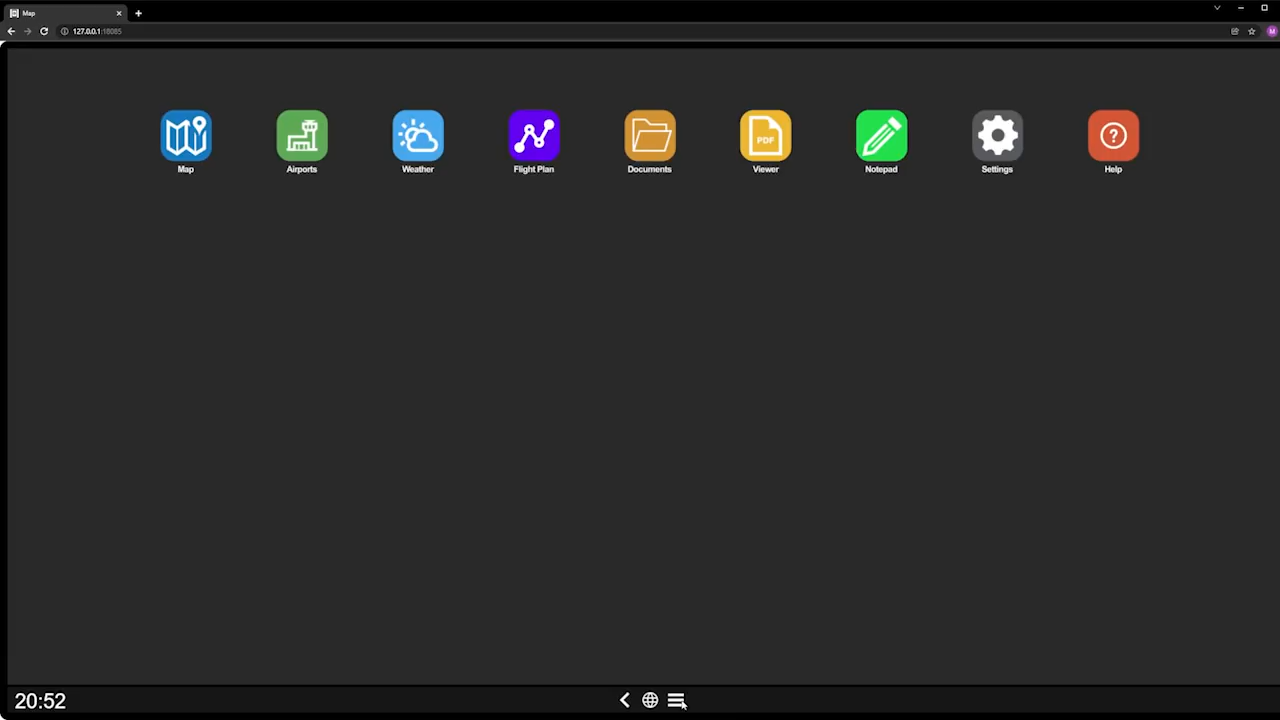 Map
127.0.0.1:18085
M
PDF
?
Map Airports Weather Flight Plan Documents Viewer Notepad Settings Help
20:52